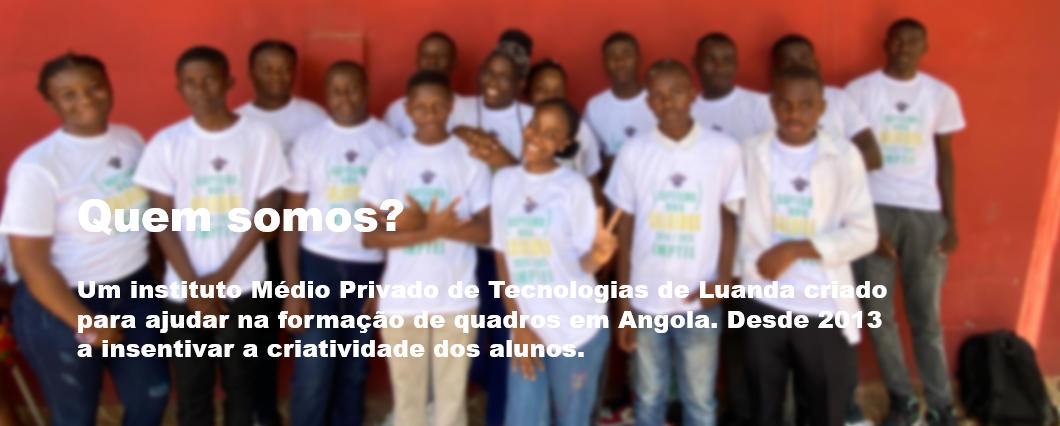 Quem somos?
Um instituto Médio Privado de Tecnologias de Luanda criado
para ajudar na formação de quadros em Angola. Desde 2013
a insentivar a criatividade dos alunos.